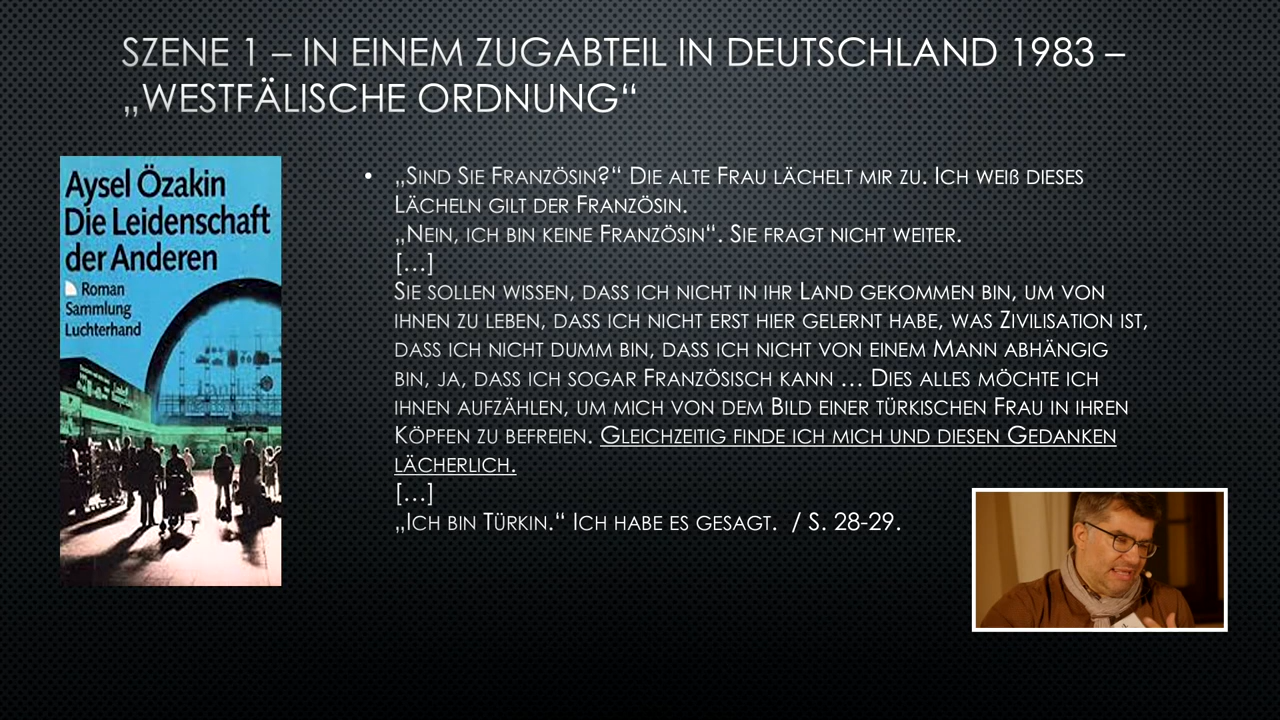 SZENE 1 – IN EINEM ZUGABTEIL IN DEUTSCHLAND 1983 –
„WESTFÄLISCHE ORDNUNG“
Aysel Özakin
Die Leidenschaft
der Anderen
Roman
Sammlung
Luchterhand
• „Sind Sie Französin?“ Die alte Frau lächelt mir zu. Ich weiß dieses
Lächeln gilt der Französin.
„Nein, ich bin keine Französin“. Sie fragt nicht weiter.
[…]
Sie sollen wissen, dass ich nicht in ihr Land gekommen bin, um von
ihnen zu leben, dass ich nicht erst hier gelernt habe, was Zivilisation ist,
dass ich nicht dumm bin, dass ich nicht von einem Mann abhängig
bin, ja, dass ich sogar Französisch kann … Dies alles möchte ich
ihnen aufzählen, um mich von dem Bild einer türkischen Frau in ihren
Köpfen zu befreien. Gleichzeitig finde ich mich und diesen Gedanken
lächerlich.
[…]
„Ich bin Türkin.“ Ich habe es gesagt. / S. 28-29.